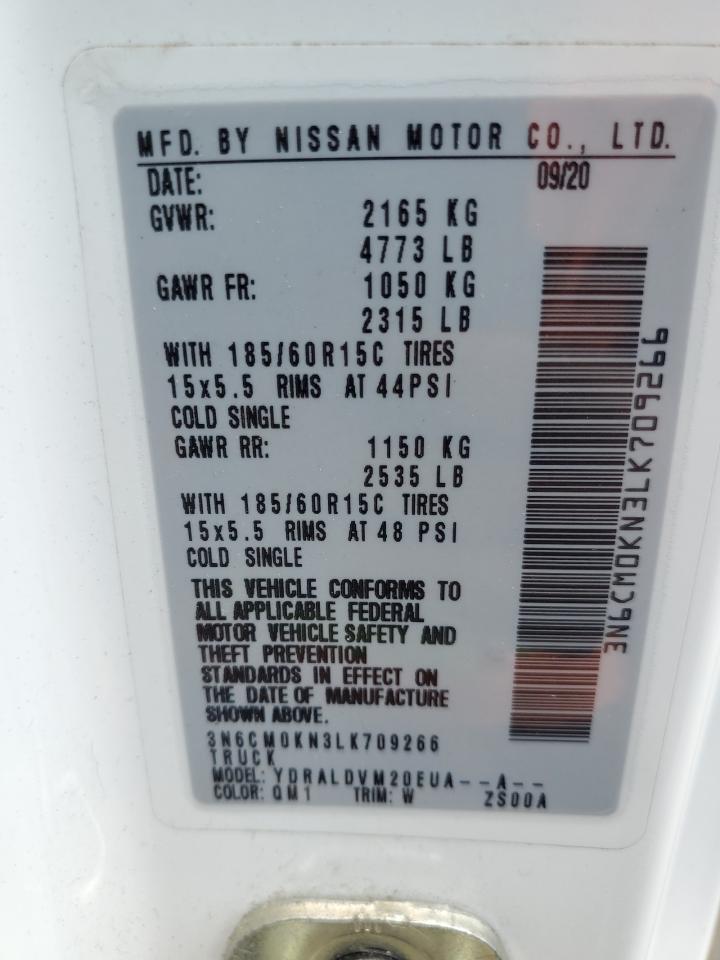 MFD. BY NISSAN MOTOR CO., LTD.
DATE: 09/20
GVWR: 2165 KG
4773 LB
GAWR FR: 1050 KG
2315 LB
WITH 185/60R15C TIRES
15x5.5 RIMS AT 44PSI
COLD SINGLE
GAWR RR: 1150 KG
2535 LB
WITH 185/60R15C TIRES
15x5.5 RIMS AT 48 PSI
COLD SINGLE
THIS VEHICLE CONFORMS TO
ALL APPLICABLE FEDERAL
MOTOR VEHICLE SAFETY AND
THEFT PREVENTION
STANDARDS IN EFFECT ON
THE DATE OF MANUFACTURE
SHOWN ABOVE.
3N6CM0KN3LK709266
TRUCK
MODEL: YDRALDVM20EUA--A--
COLOR: QM1 TRIM: W ZS00A
3N6CM0KN3LK709266